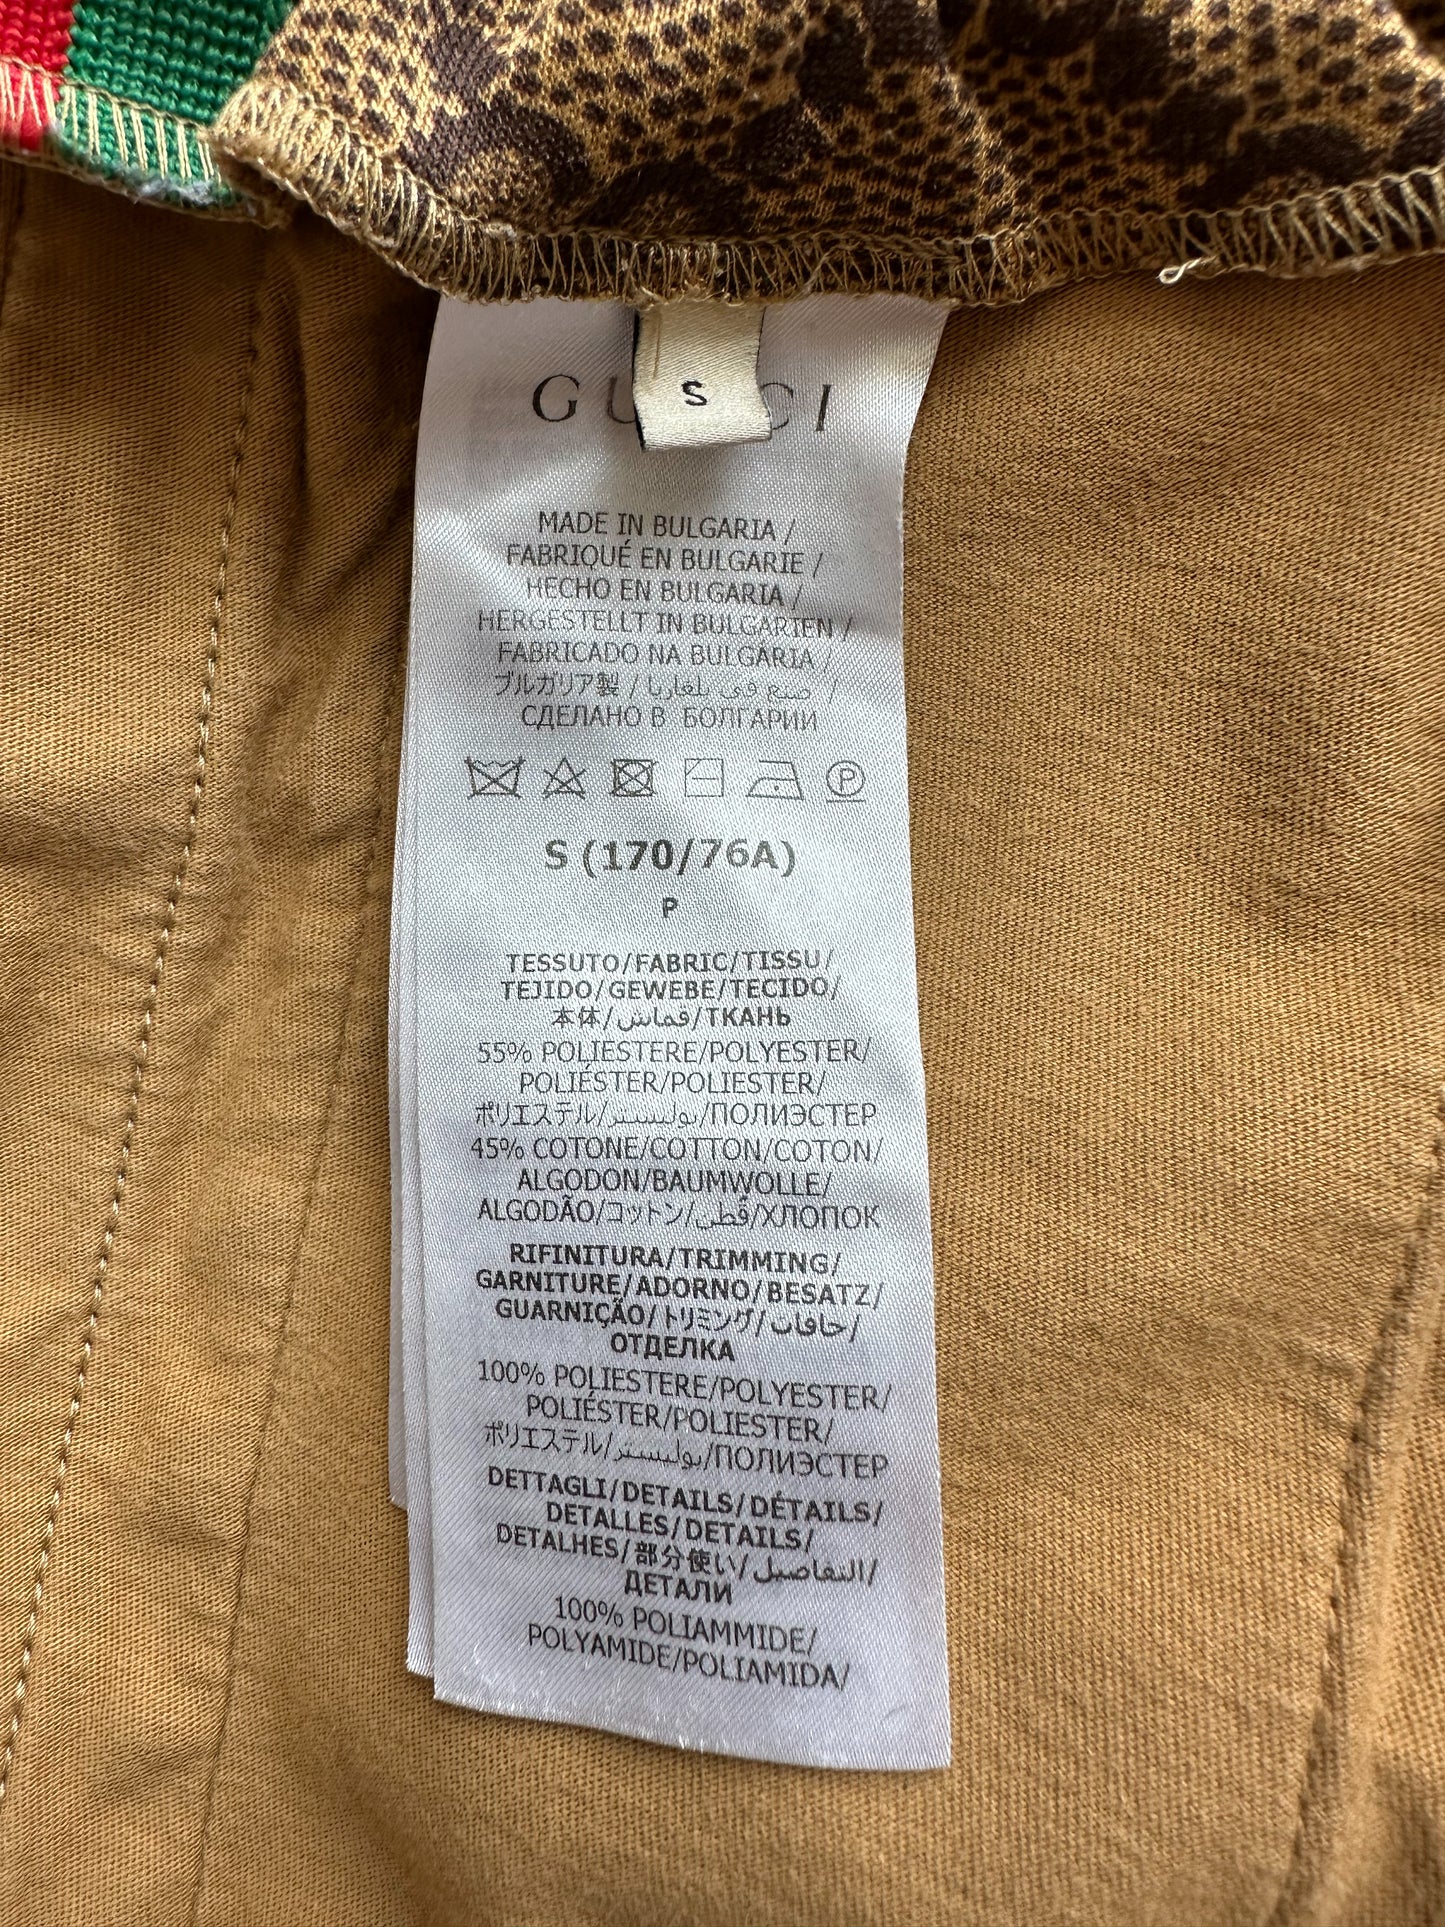 S
MADE IN BULGARIA /
FABRIQUÉ EN BULGARIE /
HECHO EN BULGARIA /
HERGESTELLT IN BULGARIEN /
FABRICADO NA BULGARIA /
ブルガリア製 / صنع في بلغاريا /
СДЕЛАНО В БОЛГАРИИ
P
S (170/76A)
P
TESSUTO/FABRIC/TISSU/
TEJIDO/GEWEBE/TECIDO/
本体/قماش/ТКАНЬ
55% POLIESTERE/POLYESTER/
POLIÉSTER/POLIESTER/
ポリエステル/بوليستر/ПОЛИЭСТЕР
45% COTONE/COTTON/COTON/
ALGODON/BAUMWOLLE/
ALGODÃO/コットン/قطن/ХЛОПОК
RIFINITURA/TRIMMING/
GARNITURE/ADORNO/BESATZ/
GUARNIÇÃO/トリミング/حافات/
ОТДЕЛКА
100% POLIESTERE/POLYESTER/
POLIÉSTER/POLIESTER/
ポリエステル/بوليستر/ПОЛИЭСТЕР
DETTAGLI/DETAILS/DÉTAILS/
DETALLES/DETAILS/
DETALHES/部分使い/التفاصيل/
ДЕТАЛИ
100% POLIAMMIDE/
POLYAMIDE/POLIAMIDA/